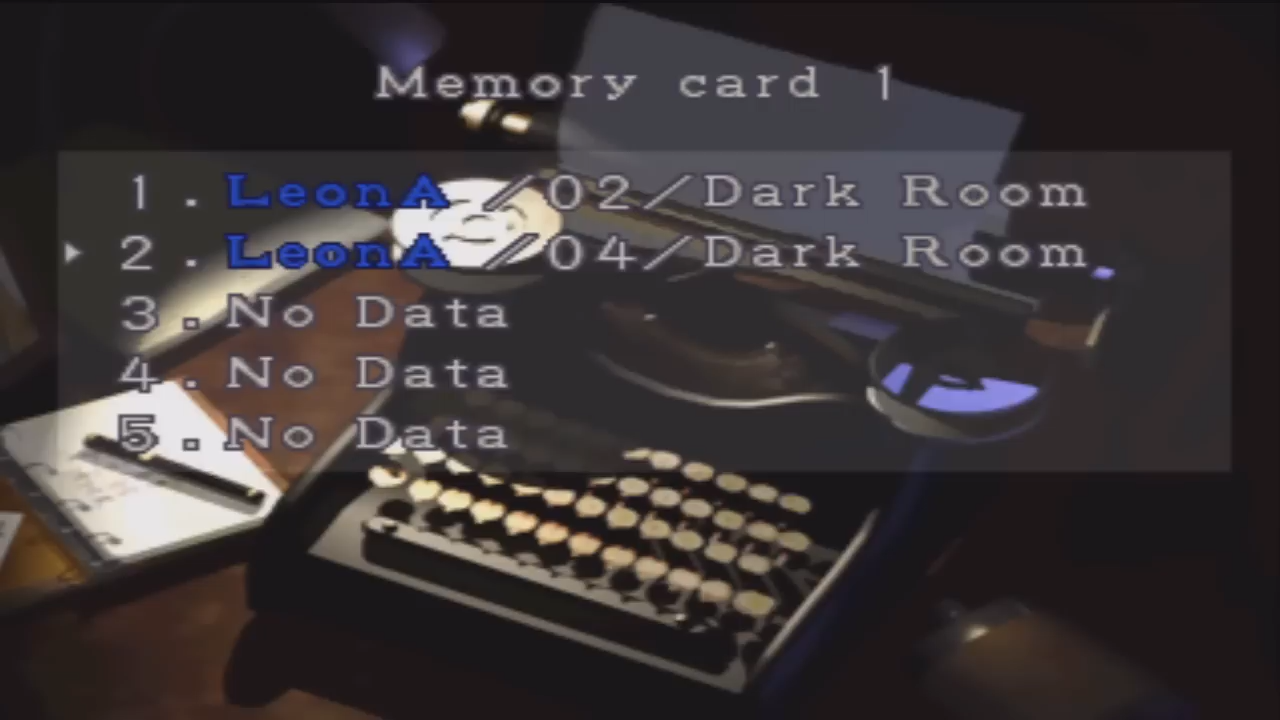 Memory card 1
1.LeonA /02/Dark Room
2.LeonA /04/Dark Room
3.No Data
4.No Data
5.No Data